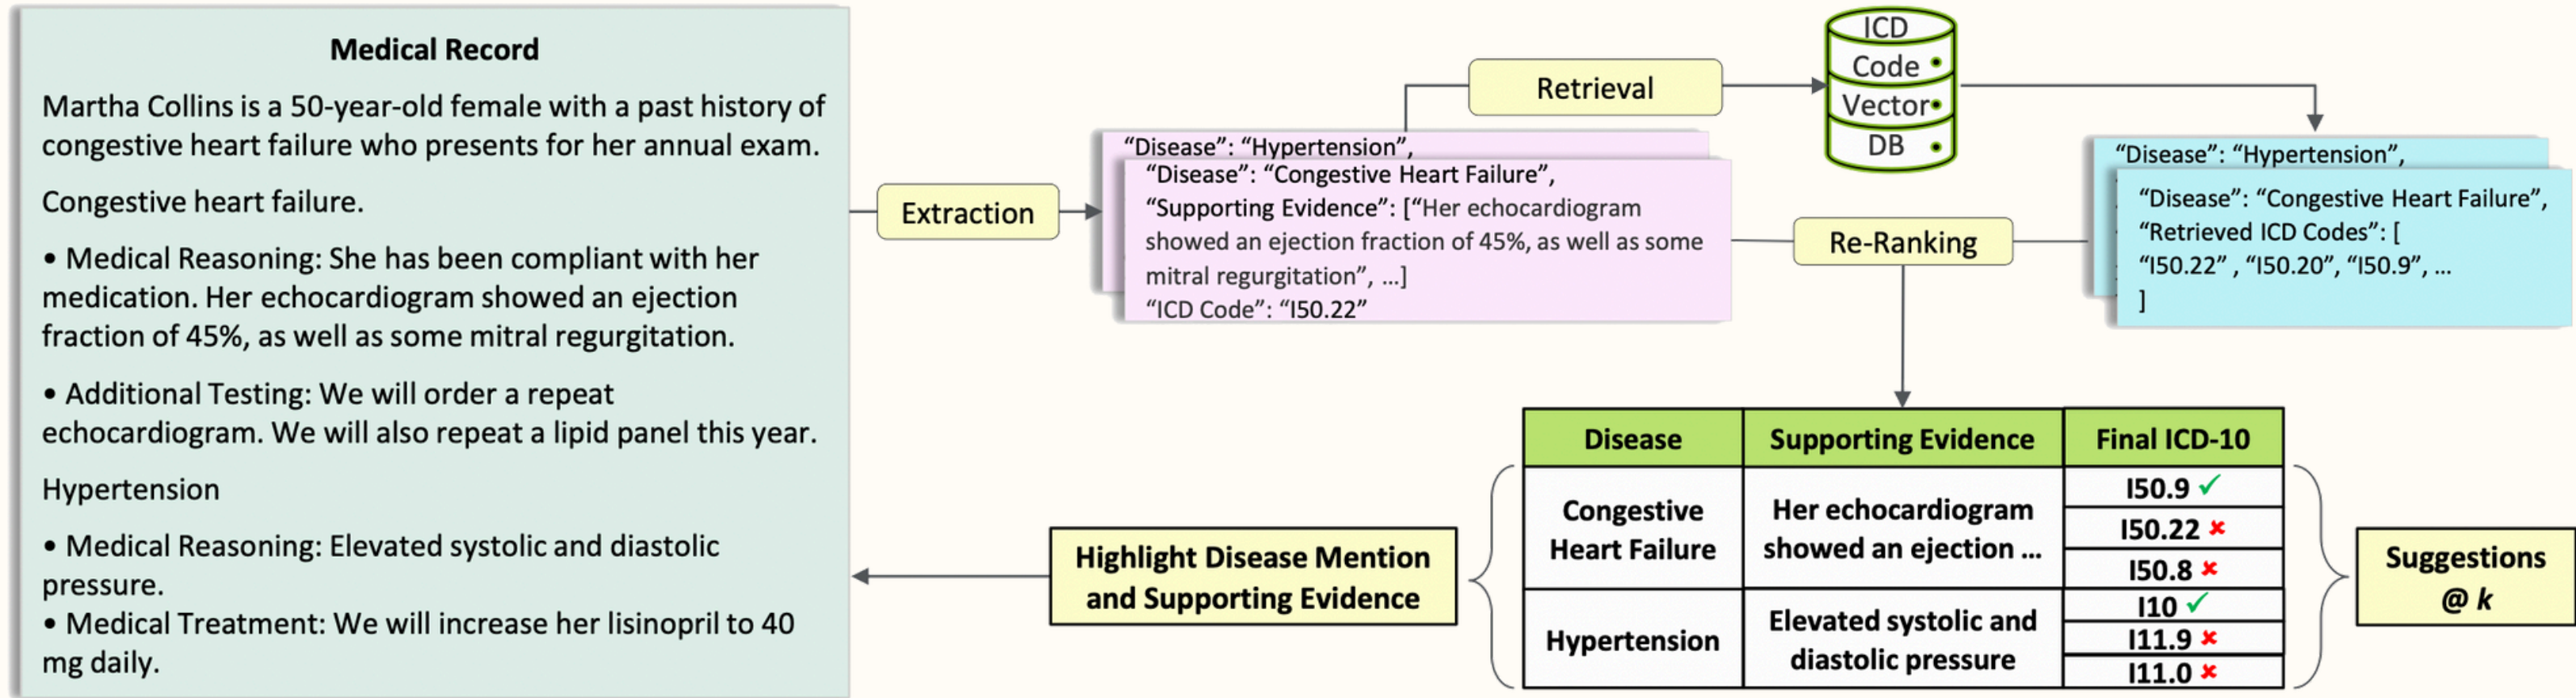 Medical Record
Martha Collins is a 50-year-old female with a past history of
congestive heart failure who presents for her annual exam.
Congestive heart failure.
• Medical Reasoning: She has been compliant with her
medication. Her echocardiogram showed an ejection
fraction of 45%, as well as some mitral regurgitation.
• Additional Testing: We will order a repeat
echocardiogram. We will also repeat a lipid panel this year.
Hypertension
• Medical Reasoning: Elevated systolic and diastolic
pressure.
• Medical Treatment: We will increase her lisinopril to 40
mg daily.
Extraction
“Disease”: “Hypertension”,
“Disease”: “Congestive Heart Failure”,
“Supporting Evidence”: [“Her echocardiogram
showed an ejection fraction of 45%, as well as some
mitral regurgitation”, ...]
“ICD Code”: “I50.22”
Retrieval
ICD
Code
Vector
DB
“Disease”: “Hypertension”,
“Disease”: “Congestive Heart Failure”,
“Retrieved ICD Codes”: [
“I50.22” , “I50.20”, “I50.9”, ...
]
Re-Ranking
Disease
Supporting Evidence
Final ICD-10
Congestive
Heart Failure
Her echocardiogram
showed an ejection ...
I50.9 ✓
I50.22 ✘
I50.8 ✘
Hypertension
Elevated systolic and
diastolic pressure
I10 ✓
I11.9 ✘
I11.0 ✘
Highlight Disease Mention
and Supporting Evidence
Suggestions
@ k